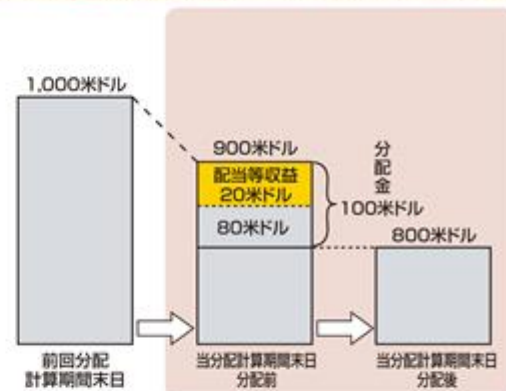 1,000米ドル
900米ドル
配当等収益
20米ドル
80米ドル
分配金
100米ドル
800米ドル
前回分配
計算期間末日
当分配計算期間末日
分配前
当分配計算期間末日
分配後